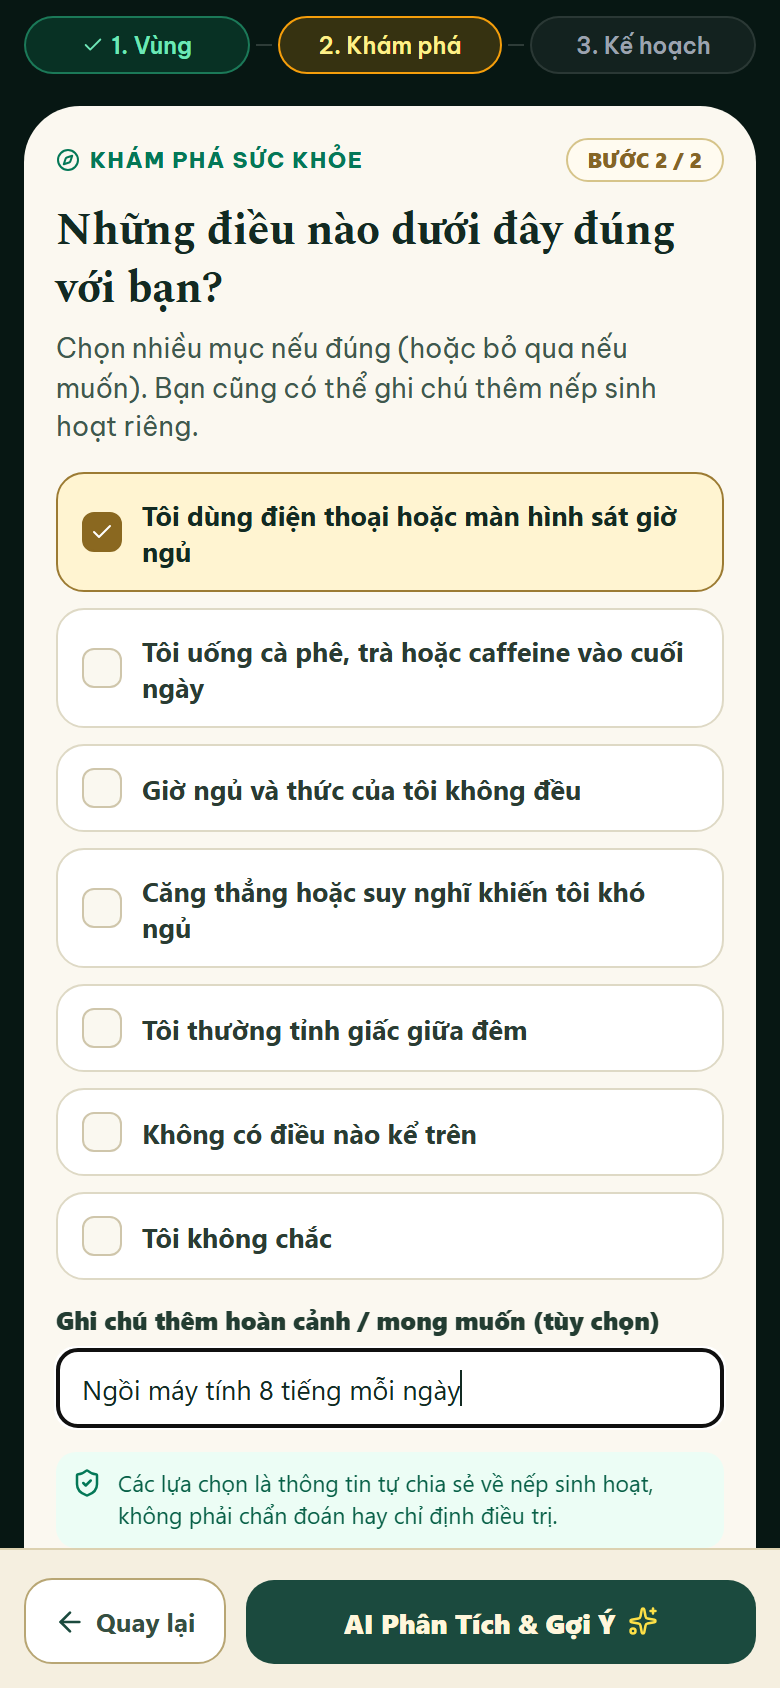 1. Vùng
2. Khám phá
3. Kế hoạch
KHÁM PHÁ SỨC KHỎE
BƯỚC 2 / 2
Những điều nào dưới đây đúng
với bạn?
Chọn nhiều mục nếu đúng (hoặc bỏ qua nếu
muốn). Bạn cũng có thể ghi chú thêm nếp sinh
hoạt riêng.
Tôi dùng điện thoại hoặc màn hình sát giờ
ngủ
Tôi uống cà phê, trà hoặc caffeine vào cuối
ngày
Giờ ngủ và thức của tôi không đều
Căng thẳng hoặc suy nghĩ khiến tôi khó
ngủ
Tôi thường tỉnh giấc giữa đêm
Không có điều nào kể trên
Tôi không chắc
Ghi chú thêm hoàn cảnh / mong muốn (tùy chọn)
Ngồi máy tính 8 tiếng mỗi ngày
Các lựa chọn là thông tin tự chia sẻ về nếp sinh hoạt,
không phải chẩn đoán hay chỉ định điều trị.
Quay lại
AI Phân Tích & Gợi Ý